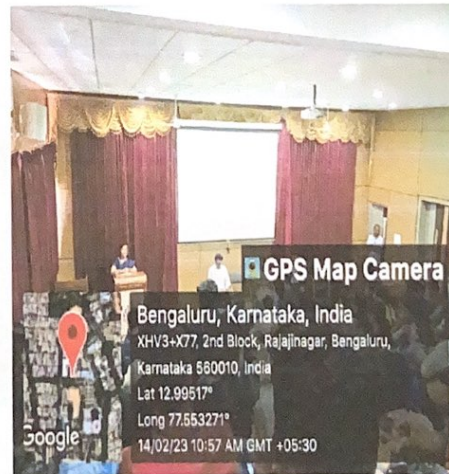 GPS Map Camera
Bengaluru, Karnataka, India
XHV3+X77, 2nd Block, Rajajinagar, Bengaluru,
Karnataka 560010, India
Lat 12.99517°
Long 77.553271°
14/02/23 10:57 AM GMT +05:30
Google